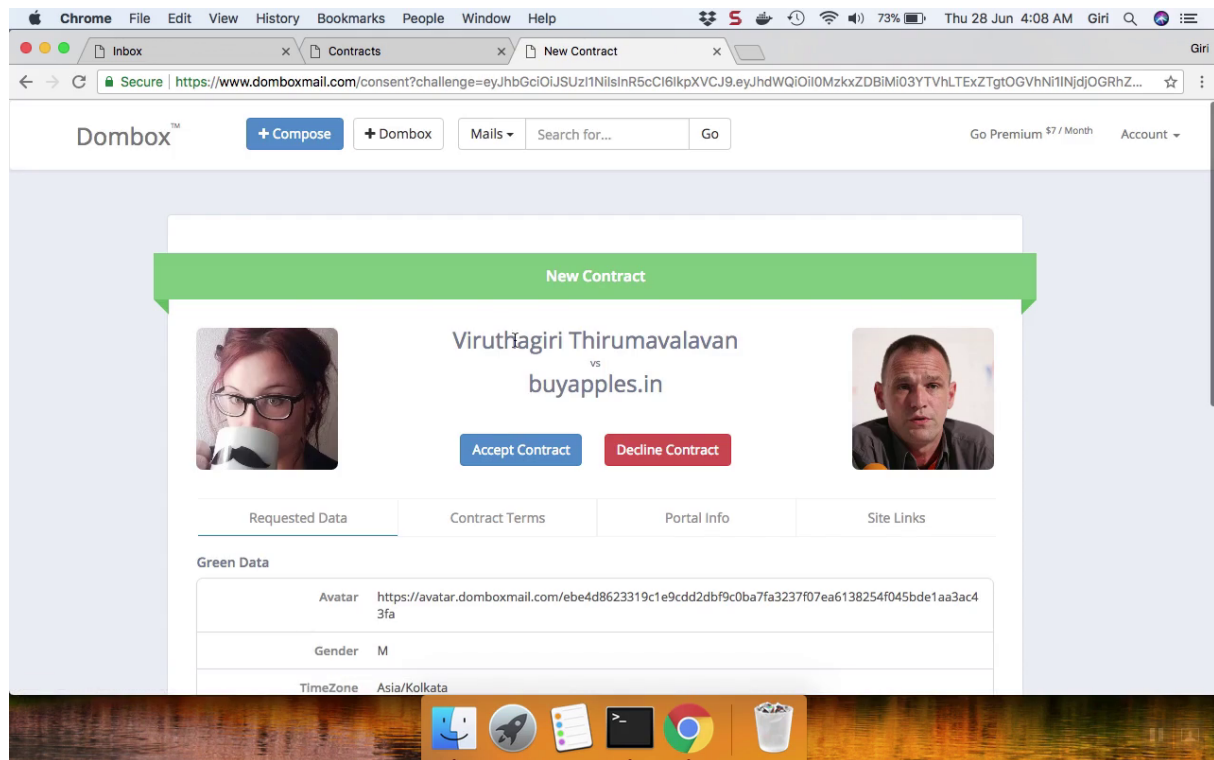 Chrome File Edit View History Bookmarks People Window Help 73% Thu 28 Jun 4:08 AM Giri
Inbox × Contracts × New Contract × Giri
Secure | https://www.domboxmail.com/consent?challenge=
Dombox™ + Compose + Dombox Mails Search for... Go Go Premium $7 / Month Account
New Contract
Viruthagiri Thirumavalavan
vs
buyapples.in
Accept Contract Decline Contract
Requested Data Contract Terms Portal Info Site Links
Green Data
Avatar https://avatar.domboxmail.com/ebe4d8623319c1e9cdd2dbf9c0ba7fa3237f07ea6138254f045bde1aa3ac4
3fa
Gender M
TimeZone Asia/Kolkata